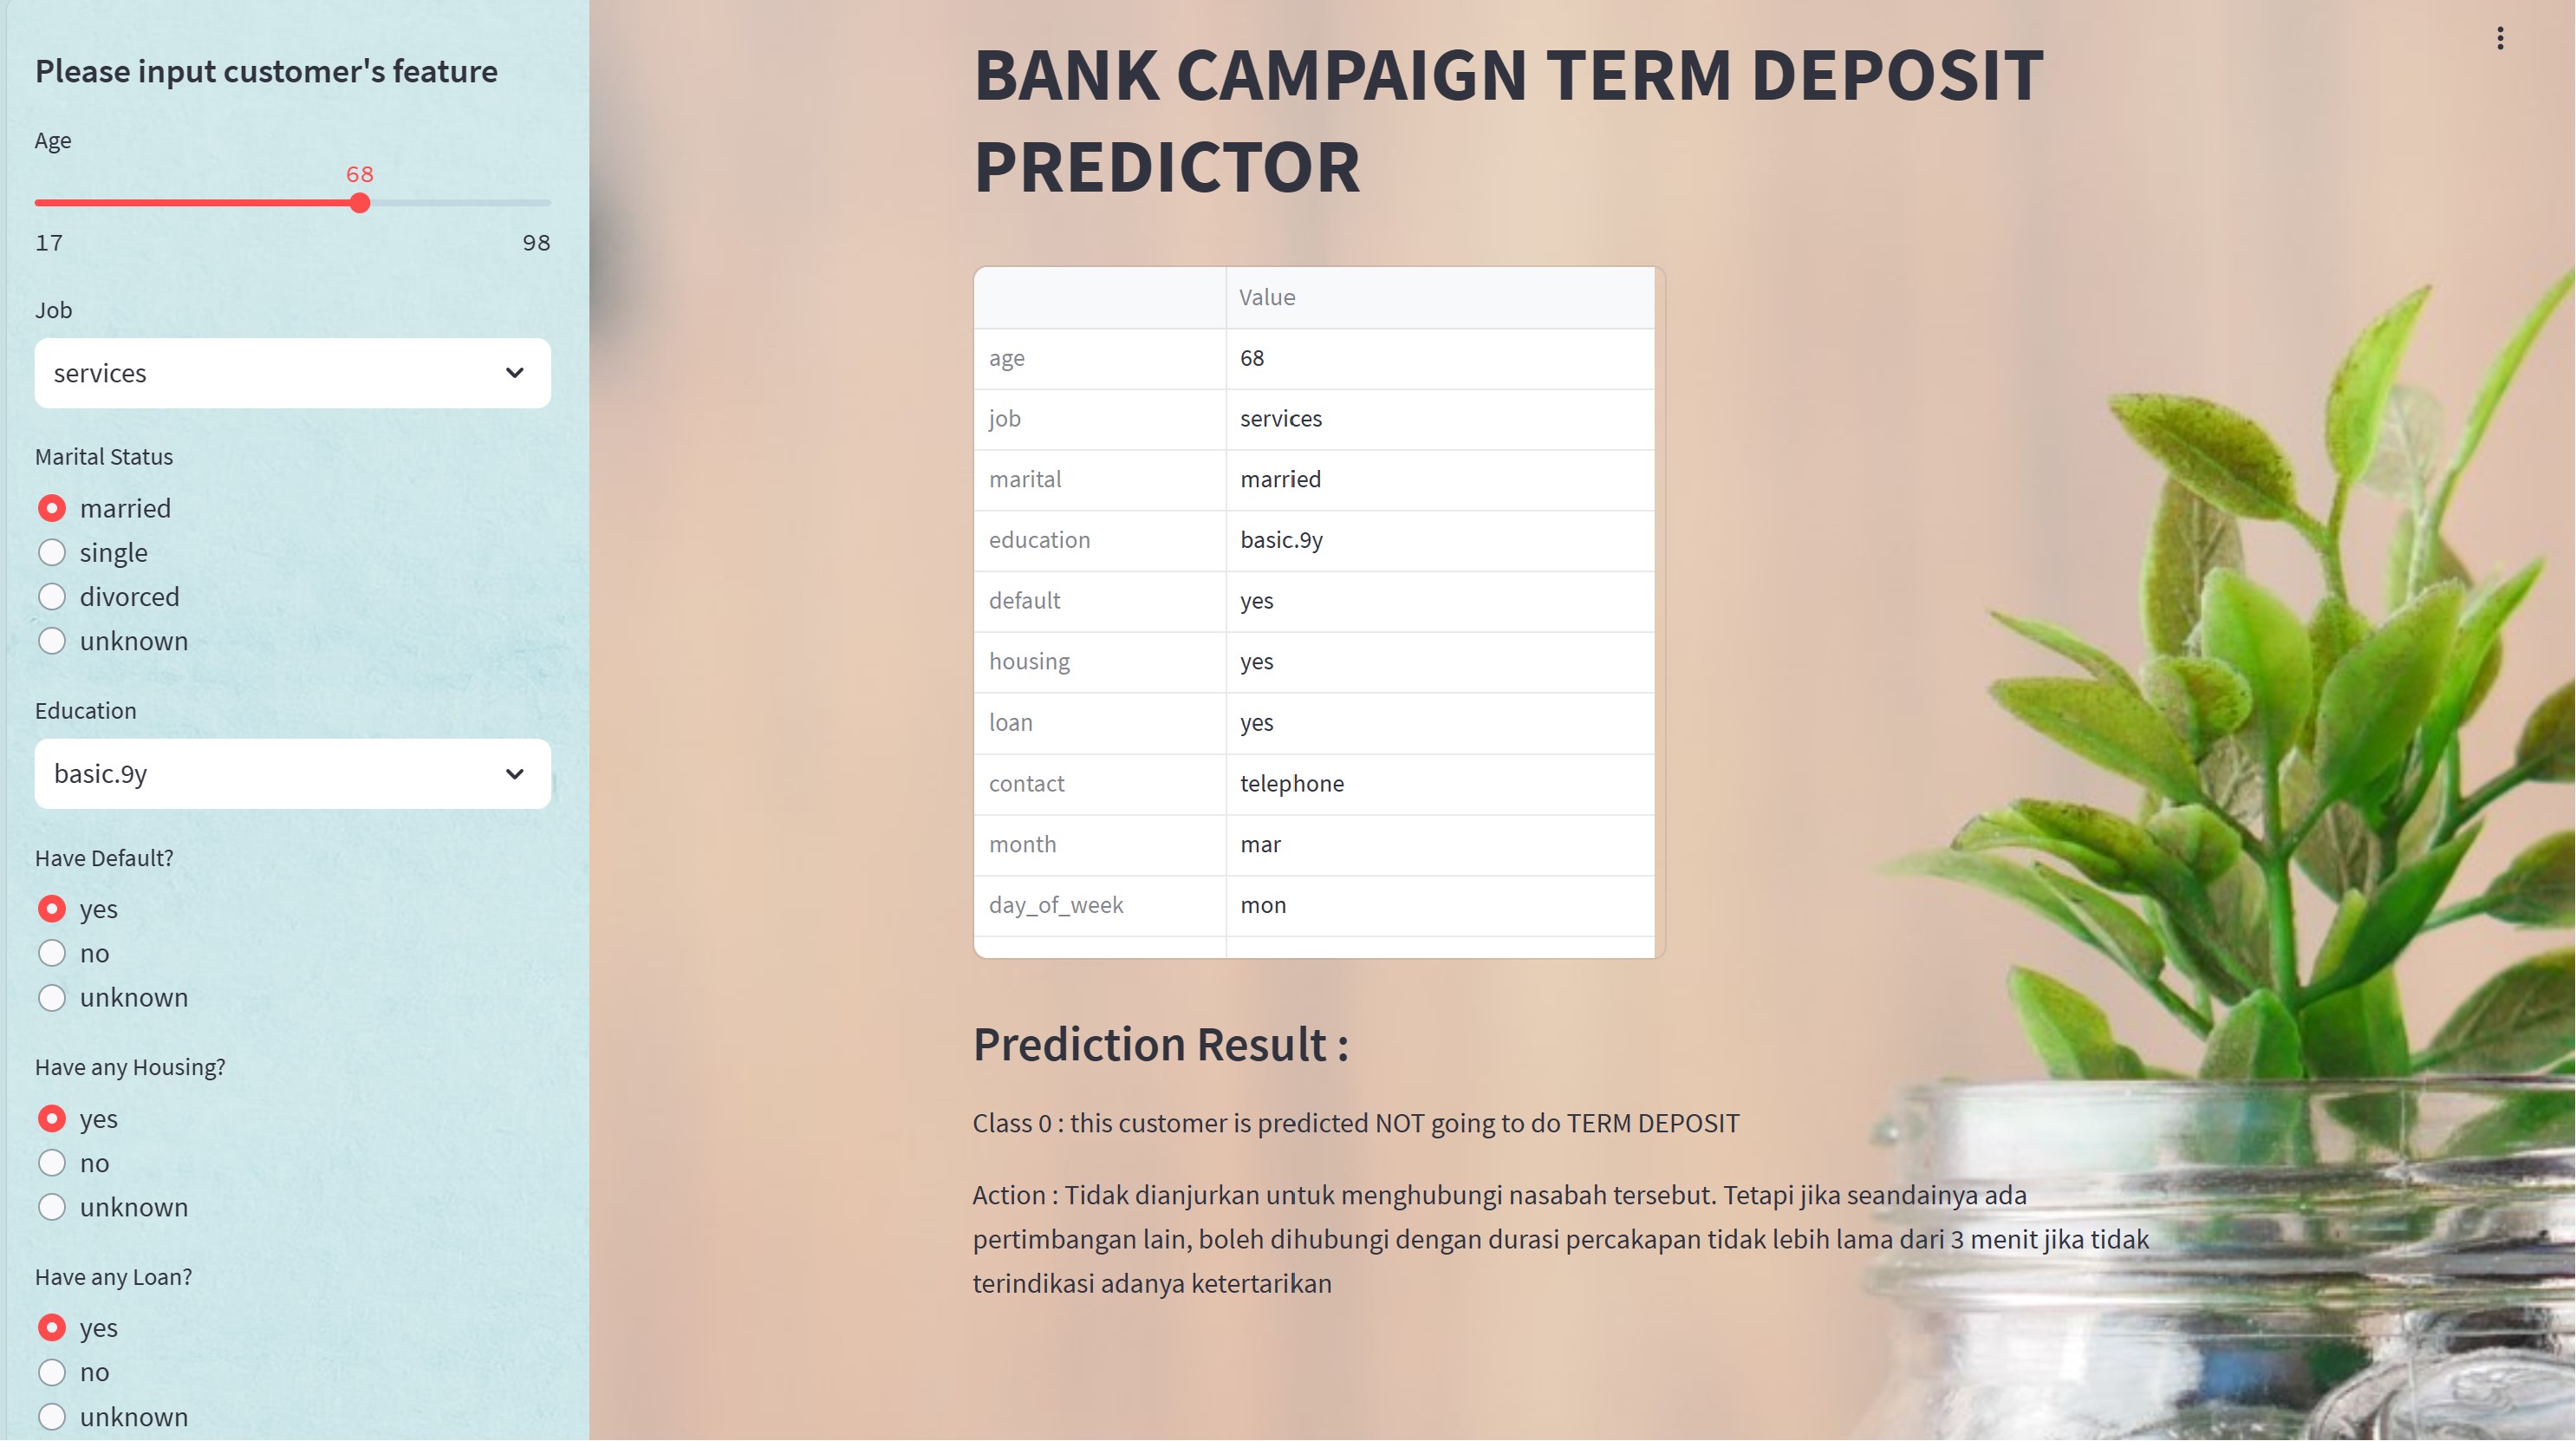 Please input customer's feature
Age
68
17 98
Job
services
Marital Status
married
single
divorced
unknown
Education
basic.9y
Have Default?
yes
no
unknown
Have any Housing?
yes
no
unknown
Have any Loan?
yes
no
unknown
BANK CAMPAIGN TERM DEPOSIT
PREDICTOR
Value
age 68
job services
marital married
education basic.9y
default yes
housing yes
loan yes
contact telephone
month mar
day_of_week mon
Prediction Result :
Class 0 : this customer is predicted NOT going to do TERM DEPOSIT
Action : Tidak dianjurkan untuk menghubungi nasabah tersebut. Tetapi jika seandainya ada
pertimbangan lain, boleh dihubungi dengan durasi percakapan tidak lebih lama dari 3 menit jika tidak
terindikasi adanya ketertarikan